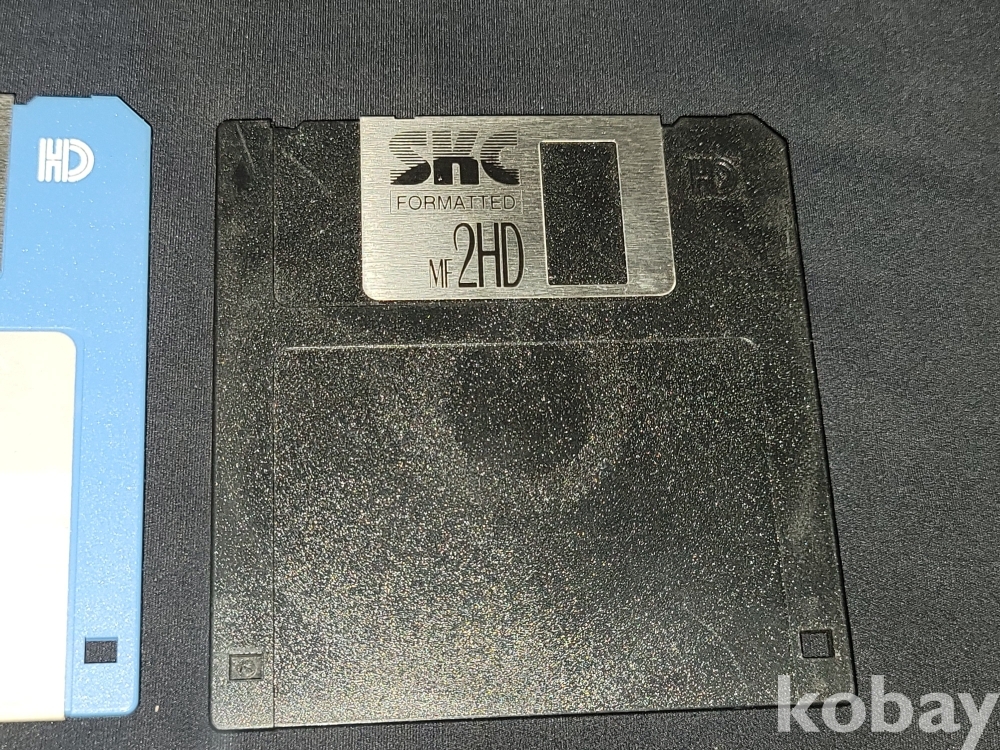 HD
SKC
FORMATTED
MF 2HD
HD
kobay